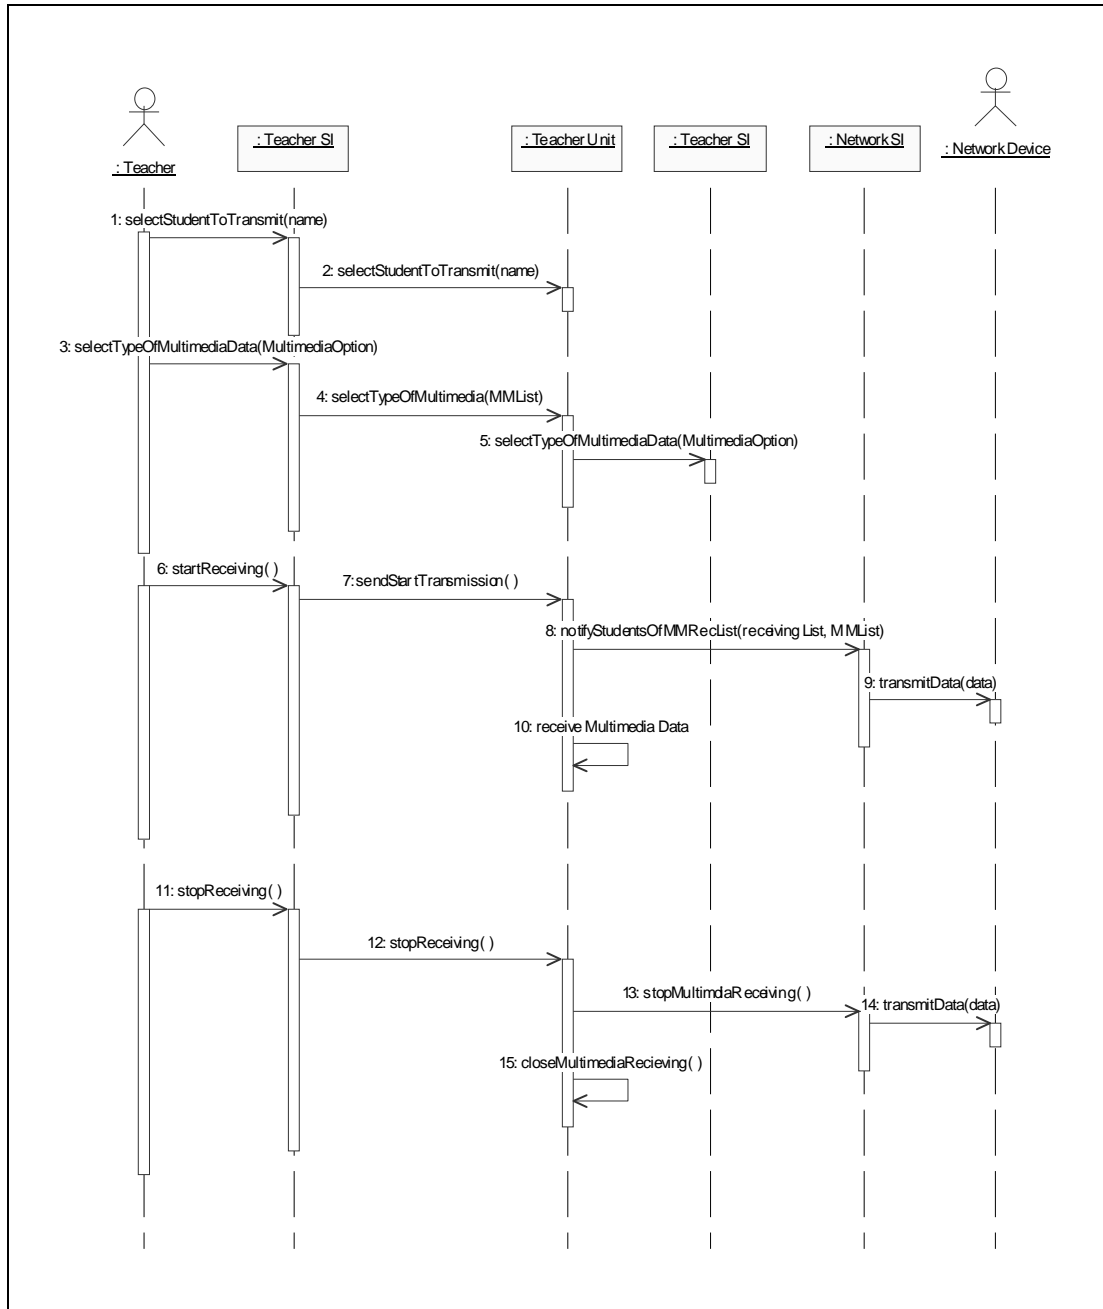 : Teacher
: Teacher SI
: Teacher Unit
: Teacher SI
: Network SI
: Network Device
1: selectStudentToTransmit(name)
2: selectStudentToTransmit(name)
3: selectTypeOfMultimediaData(MultimediaOption)
4: selectTypeOfMultimedia(MMList)
5: selectTypeOfMultimediaData(MultimediaOption)
6: startReceiving( )
7: sendStartTransmission( )
8: notifyStudentsOfMMRecList(receiving List, MMList)
9: transmitData(data)
10: receive Multimedia Data
11: stopReceiving( )
12: stopReceiving( )
13: stopMultimdiaReceiving( )
14: transmitData(data)
15: closeMultimediaRecieving( )